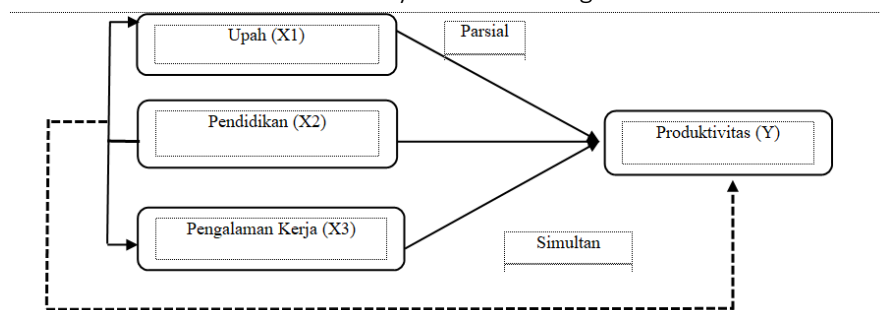 Upah (X1)
Parsial
Pendidikan (X2)
Produktivitas (Y)
Pengalaman Kerja (X3)
Simultan